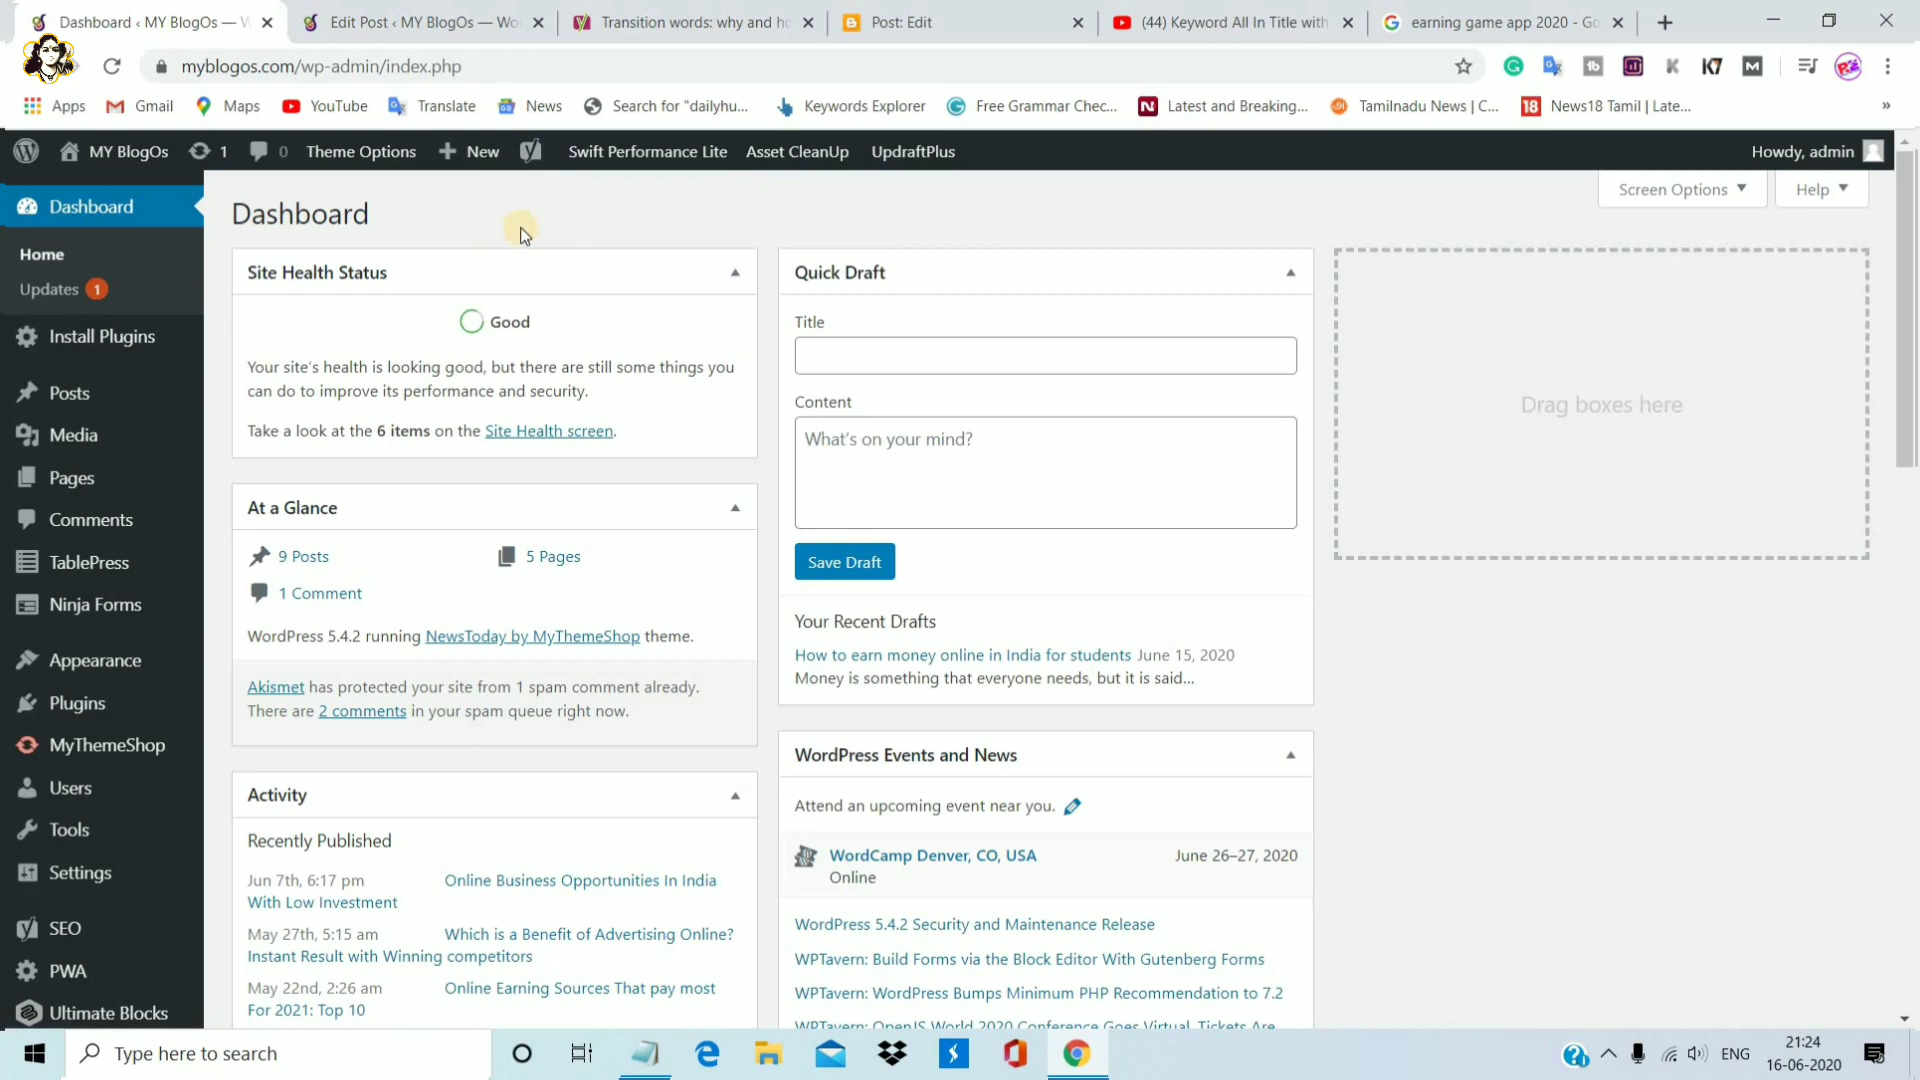 Dashboard ‹ MY BlogOs — W
Edit Post ‹ MY BlogOs — Wo
Transition words: why and ho
Post: Edit
(44) Keyword All In Title with
earning game app 2020 - Go
myblogos.com/wp-admin/index.php
Apps
Gmail
Maps
YouTube
Translate
News
Search for "dailyhu...
Keywords Explorer
Free Grammar Chec...
Latest and Breaking...
Tamilnadu News | C...
18
News18 Tamil | Late...
MY BlogOs
1
0
Theme Options
New
Swift Performance Lite
Asset CleanUp
UpdraftPlus
Howdy, admin
Screen Options
Help
Dashboard
Home
Updates 1
Install Plugins
Posts
Media
Pages
Comments
TablePress
Ninja Forms
Appearance
Plugins
MyThemeShop
Users
Tools
Settings
SEO
PWA
Ultimate Blocks
Dashboard
Site Health Status
Good
Your site's health is looking good, but there are still some things you
can do to improve its performance and security.
Take a look at the 6 items on the Site Health screen.
At a Glance
9 Posts
5 Pages
1 Comment
WordPress 5.4.2 running NewsToday by MyThemeShop theme.
Akismet has protected your site from 1 spam comment already.
There are 2 comments in your spam queue right now.
Activity
Recently Published
Jun 7th, 6:17 pm
Online Business Opportunities In India
With Low Investment
May 27th, 5:15 am
Which is a Benefit of Advertising Online?
Instant Result with Winning competitors
May 22nd, 2:26 am
Online Earning Sources That pay most
For 2021: Top 10
Quick Draft
Title
Content
What's on your mind?
Save Draft
Your Recent Drafts
How to earn money online in India for students June 15, 2020
Money is something that everyone needs, but it is said...
WordPress Events and News
Attend an upcoming event near you.
WordCamp Denver, CO, USA
June 26–27, 2020
Online
WordPress 5.4.2 Security and Maintenance Release
WPTavern: Build Forms via the Block Editor With Gutenberg Forms
WPTavern: WordPress Bumps Minimum PHP Recommendation to 7.2
WPTavern: OpenJS World 2020 Conference Goes Virtual, Tickets Are
Drag boxes here
Type here to search
ENG
21:24
16-06-2020